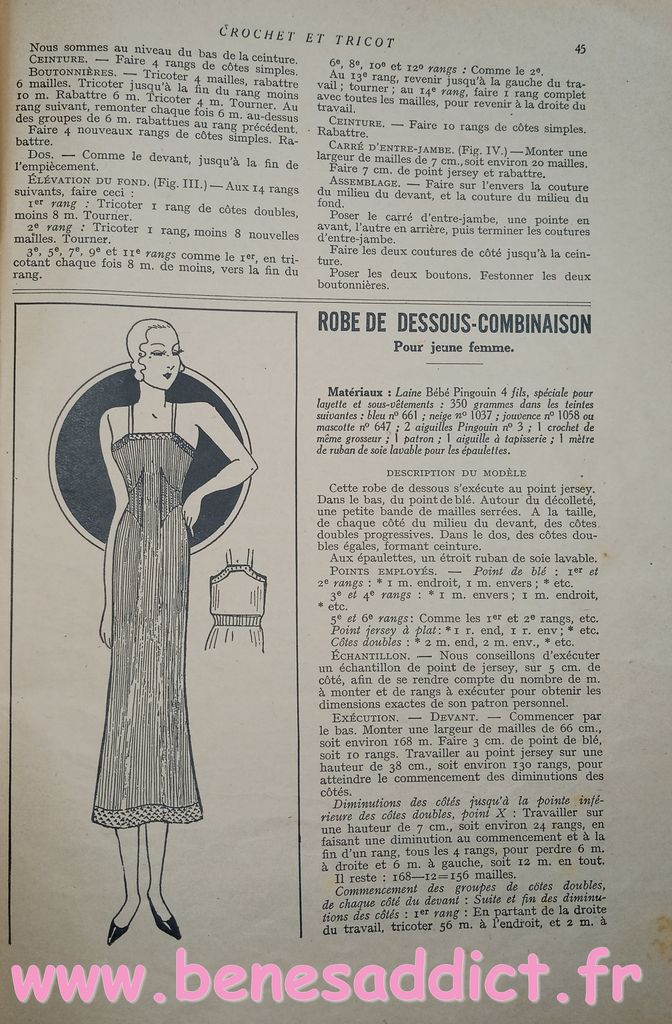 CROCHET ET TRICOT
45
Nous sommes au niveau du bas de la ceinture.
CEINTURE. — Faire 4 rangs de côtes simples.
BOUTONNIÈRES. — Tricoter 4 mailles, rabattre
6 mailles. Tricoter jusqu'à la fin du rang moins
10 m. Rabattre 6 m. Tricoter 4 m. Tourner. Au
rang suivant, remonter chaque fois 6 m. au-dessus
des groupes de 6 m. rabattues au rang précédent.
Faire 4 nouveaux rangs de côtes simples. Ra-
battre.
DOS. — Comme le devant, jusqu'à la fin de
l'empiècement.
ÉLÉVATION DU FOND. (Fig. III.) — Aux 14 rangs
suivants, faire ceci :
1er rang : Tricoter 1 rang de côtes doubles,
moins 8 m. Tourner.
2e rang : Tricoter 1 rang, moins 8 nouvelles
mailles. Tourner.
3e, 5e, 7e, 9e et 11e rangs comme le 1er, en tri-
cotant chaque fois 8 m. de moins, vers la fin du
rang.
6e, 8e, 10e et 12e rangs : Comme le 2e.
Au 13e rang, revenir jusqu'à la gauche du tra-
vail ; tourner ; au 14e rang, faire 1 rang complet
avec toutes les mailles, pour revenir à la droite du
travail.
CEINTURE. — Faire 10 rangs de côtes simples.
Rabattre.
CARRÉ D'ENTRE-JAMBE. (Fig. IV.) — Monter une
largeur de mailles de 7 cm., soit environ 20 mailles.
Faire 7 cm. de point jersey et rabattre.
ASSEMBLAGE. — Faire sur l'envers la couture
du milieu du devant, et la couture du milieu du
fond.
Poser le carré d'entre-jambe, une pointe en
avant, l'autre en arrière, puis terminer les coutures
d'entre-jambe.
Faire les deux coutures de côté jusqu'à la cein-
ture.
Poser les deux boutons. Festonner les deux
boutonnières.
ROBE DE DESSOUS-COMBINAISON
Pour jeune femme.
Matériaux : Laine Bébé Pingouin 4 fils, spéciale pour
layette et sous-vêtements : 350 grammes dans les teintes
suivantes : bleu nº 661 ; neige nº 1037 ; jouvence nº 1058 ou
mascotte nº 647 ; 2 aiguilles Pingouin nº 3 ; 1 crochet de
même grosseur ; 1 patron ; 1 aiguille à tapisserie ; 1 mètre
de ruban de soie lavable pour les épaulettes.
DESCRIPTION DU MODÈLE
Cette robe de dessous s'exécute au point jersey.
Dans le bas, du point de blé. Autour du décolleté,
une petite bande de mailles serrées. A la taille,
de chaque côté du milieu du devant, des côtes
doubles progressives. Dans le dos, des côtes dou-
bles égales, formant ceinture.
Aux épaulettes, un étroit ruban de soie lavable.
POINTS EMPLOYÉS. — Point de blé : 1er et
2e rangs : * 1 m. endroit, 1 m. envers ; * etc.
3e et 4e rangs : * 1 m. envers ; 1 m. endroit,
* etc.
5e et 6e rangs : Comme les 1er et 2e rangs, etc.
Point jersey à plat : * 1 r. end, 1 r. env ; * etc.
Côtes doubles : * 2 m. end, 2 m. env., * etc.
ÉCHANTILLON. — Nous conseillons d'exécuter
un échantillon de point de jersey, sur 5 cm. de
côté, afin de se rendre compte du nombre de m.
à monter et de rangs à exécuter pour obtenir les
dimensions exactes de son patron personnel.
EXÉCUTION. — DEVANT. — Commencer par
le bas. Monter une largeur de mailles de 66 cm.,
soit environ 168 m. Faire 3 cm. de point de blé,
soit 10 rangs. Travailler au point jersey sur une
hauteur de 38 cm., soit environ 130 rangs, pour
atteindre le commencement des diminutions des
côtés.
Diminutions des côtés jusqu'à la pointe infé-
rieure des côtes doubles, point X : Travailler sur
une hauteur de 7 cm., soit environ 24 rangs, en
faisant une diminution au commencement et à la
fin d'un rang, tous les 4 rangs, pour perdre 6 m.
à droite et 6 m. à gauche, soit 12 m. en tout.
Il reste : 168—12=156 mailles.
Commencement des groupes de côtes doubles,
de chaque côté du devant : Suite et fin des diminu-
tions des côtés : 1er rang : En partant de la droite
du travail, tricoter 56 m. à l'endroit, et 2 m. à
www.benesaddict.fr